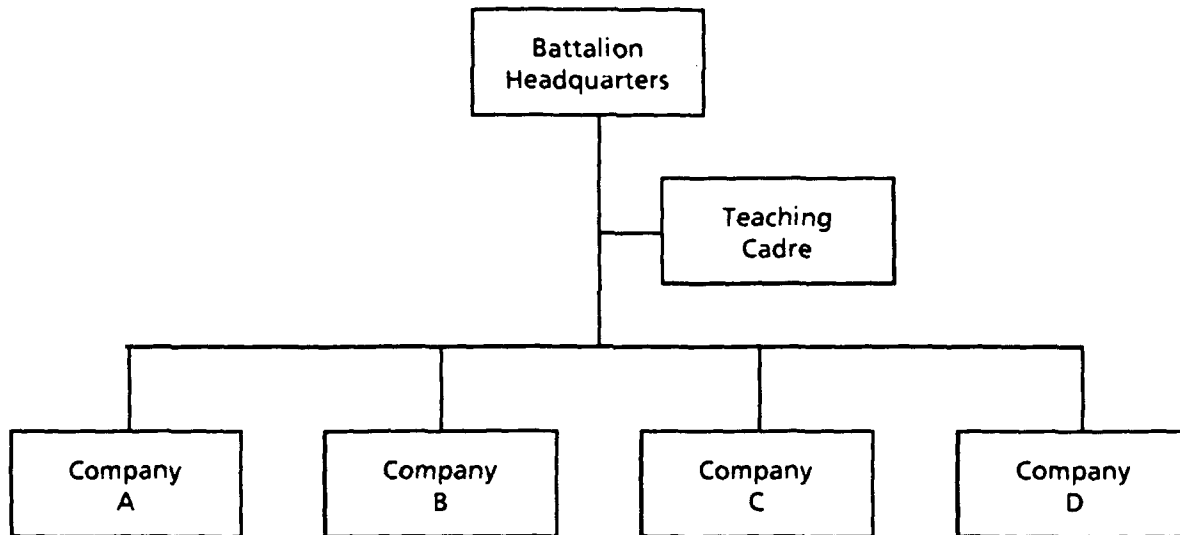 Battalion
Headquarters
Teaching
Cadre
Company
A
Company
B
Company
C
Company
D